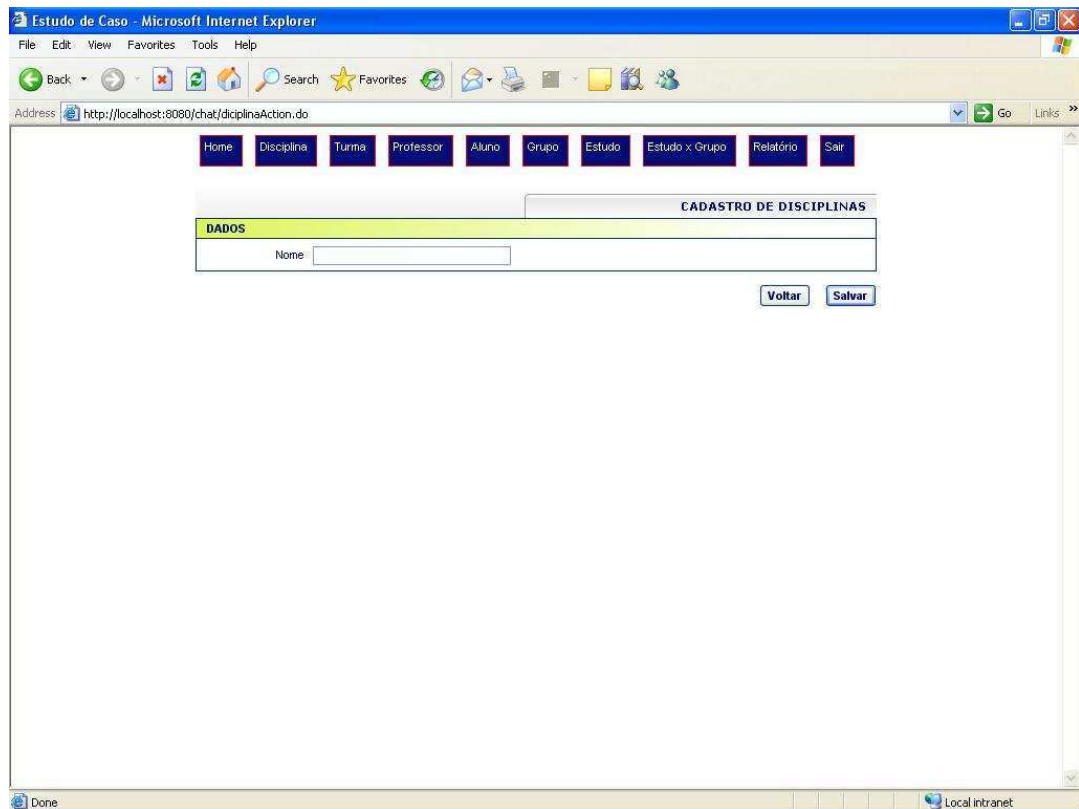 Estudo de Caso - Microsoft Internet Explorer
File Edit View Favorites Tools Help
Back Search Favorites
Address http://localhost:8080/chat/diciplinaAction.do Go Links »
Home Disciplina Turma Professor Aluno Grupo Estudo Estudo x Grupo Relatório Sair
CADASTRO DE DISCIPLINAS
DADOS
Nome
Voltar Salvar
Done Local intranet